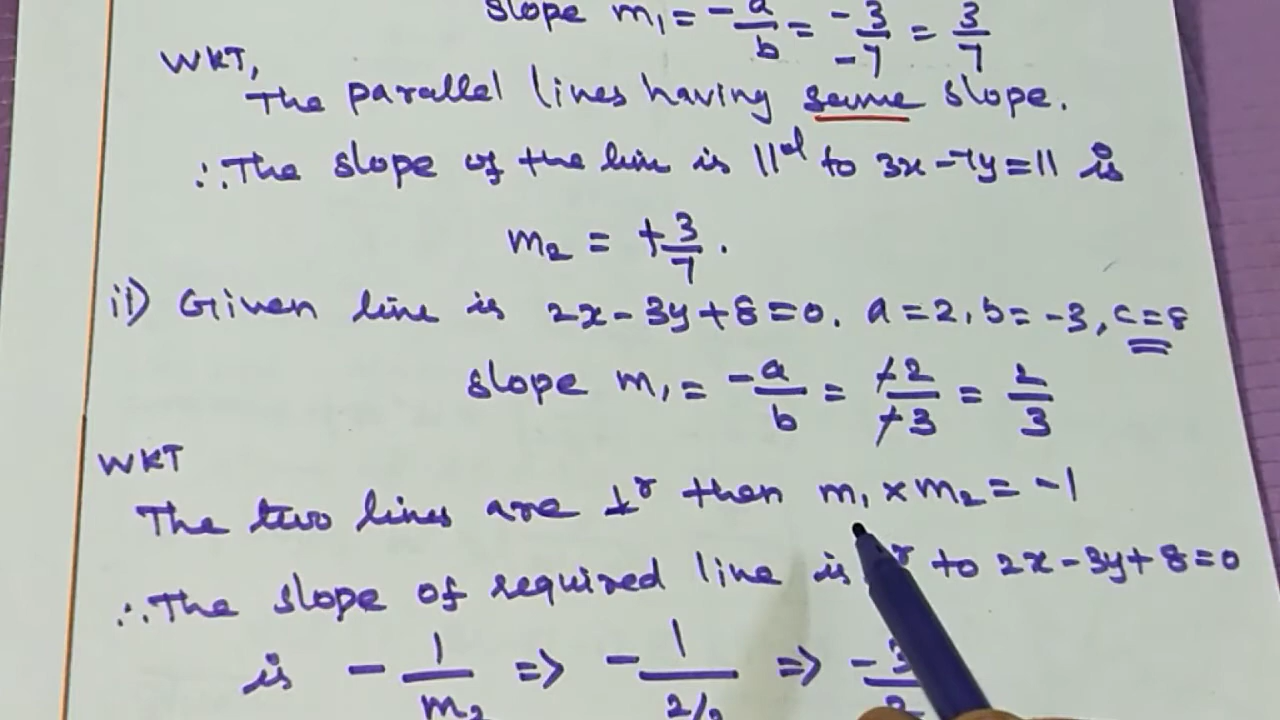 slope m₁ = -a/b = -3/-7 = 3/7
WKT,
The parallel lines having same slope.
∴ The slope of the line is ||el to 3x-7y=11 is
m₂ = +3/7.
ii) Given line is 2x-3y+8=0. a=2, b=-3, c=8
slope m₁ = -a/b = -2/-3 = 2/3
WKT
The two lines are ⊥r then m₁ × m₂ = -1
∴ The slope of required line is r to 2x-3y+8=0
is -1/m₂ ⇒ -1/2/3 ⇒ -3/2